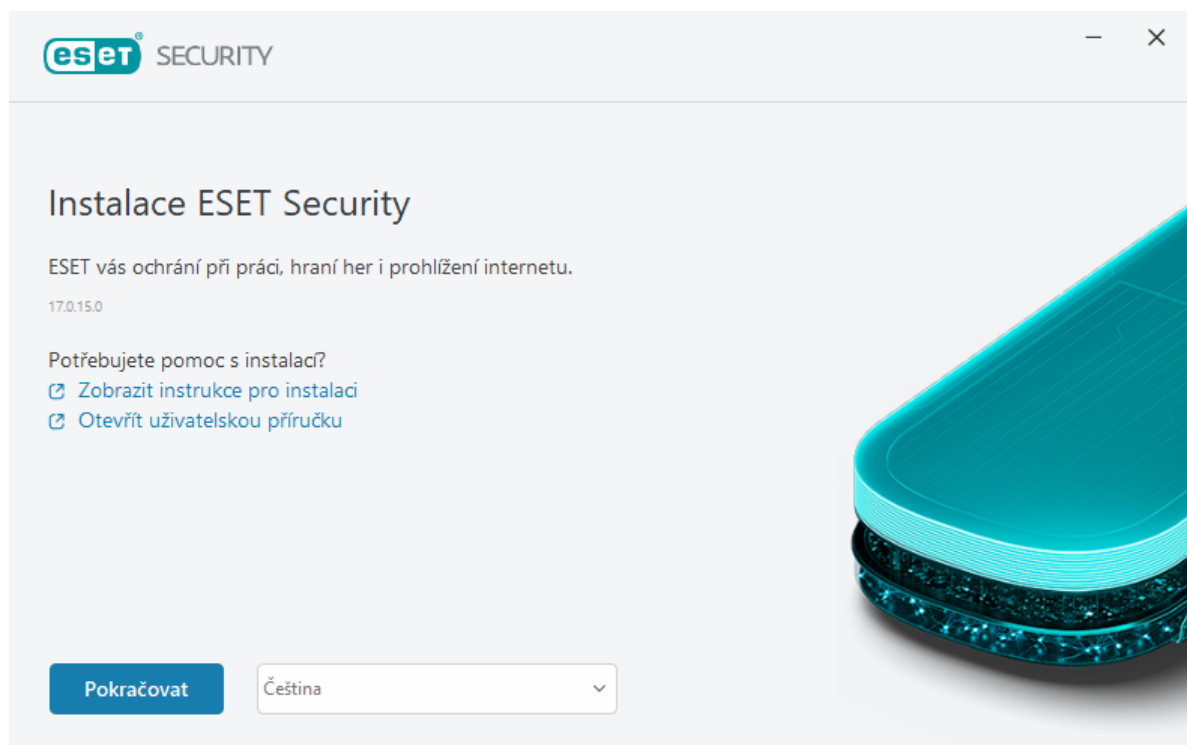 eset® SECURITY
Instalace ESET Security
ESET vás ochrání při práci, hraní her i prohlížení internetu.
17.0.15.0
Potřebujete pomoc s instalací?
Zobrazit instrukce pro instalaci
Otevřít uživatelskou příručku
Pokračovat
Čeština